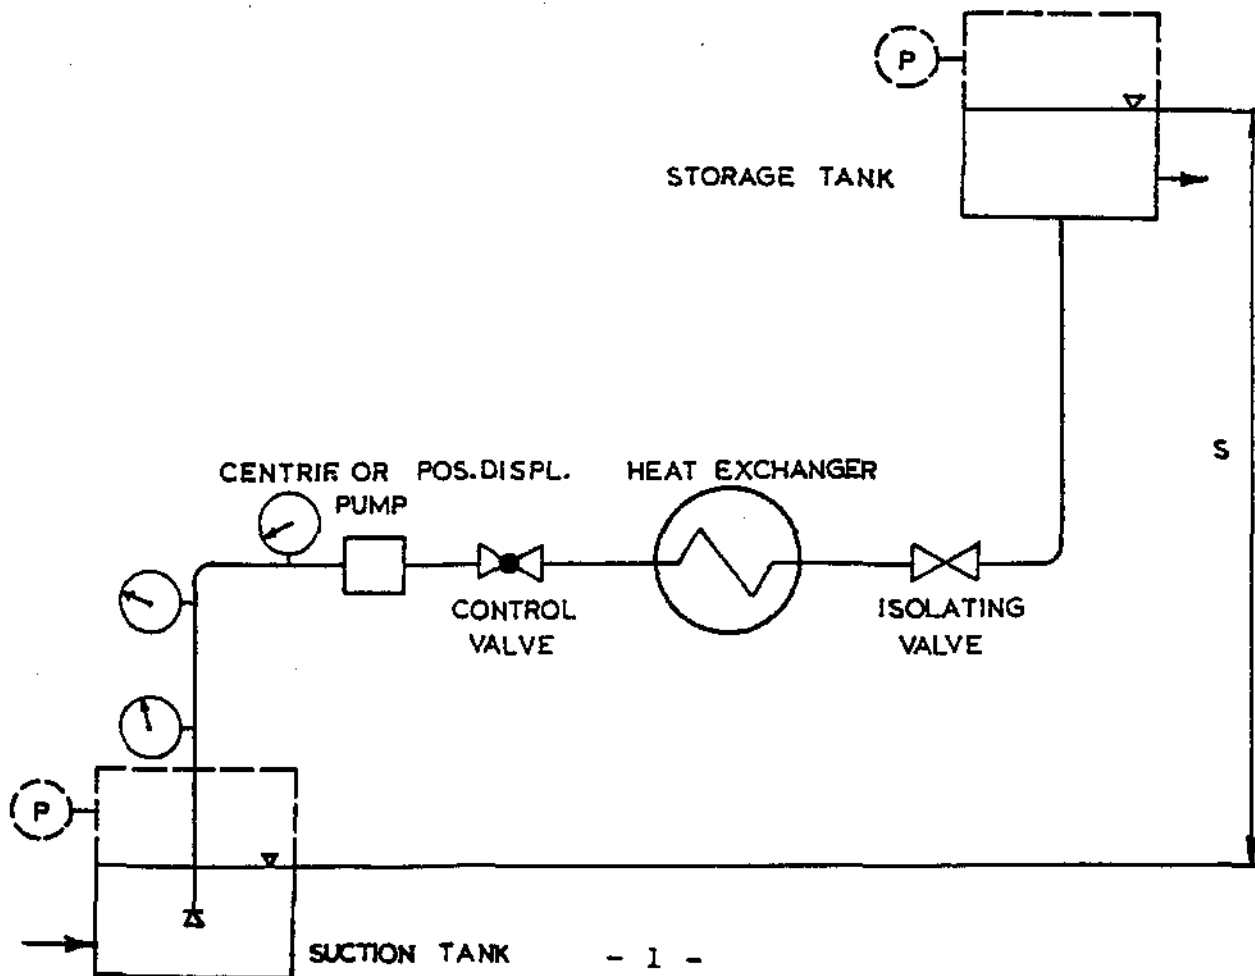 P
STORAGE TANK
S
CENTRIF OR POS.DISPL.
PUMP
HEAT EXCHANGER
CONTROL
VALVE
ISOLATING
VALVE
P
SUCTION TANK
- 1 -